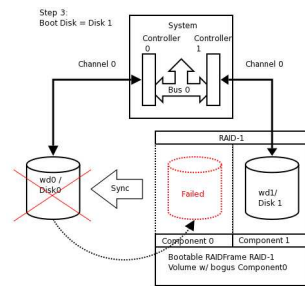 Step 3:
Boot Disk = Disk 1
System
Controller 0
Controller 1
Channel 0
Channel 0
Bus 0
RAID-1
wd0 /
Disk0
Sync
Failed
wd1/
Disk 1
Component 0
Component 1
Bootable RAIDFrame RAID-1
Volume w/ bogus Component0